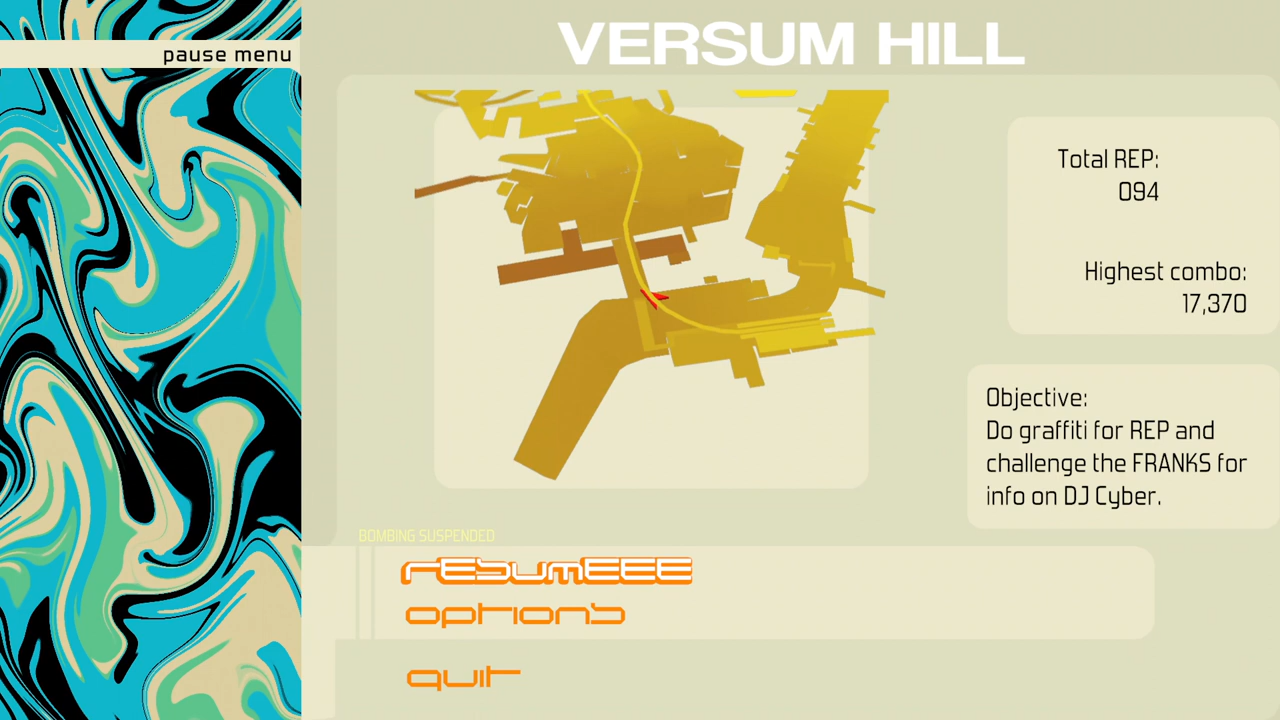 pause menu
VERSUM HILL
Total REP:
094
Highest combo:
17,370
Objective:
Do graffiti for REP and
challenge the FRANKS for
info on DJ Cyber.
BOMBING SUSPENDED
resumEEE
options
quit